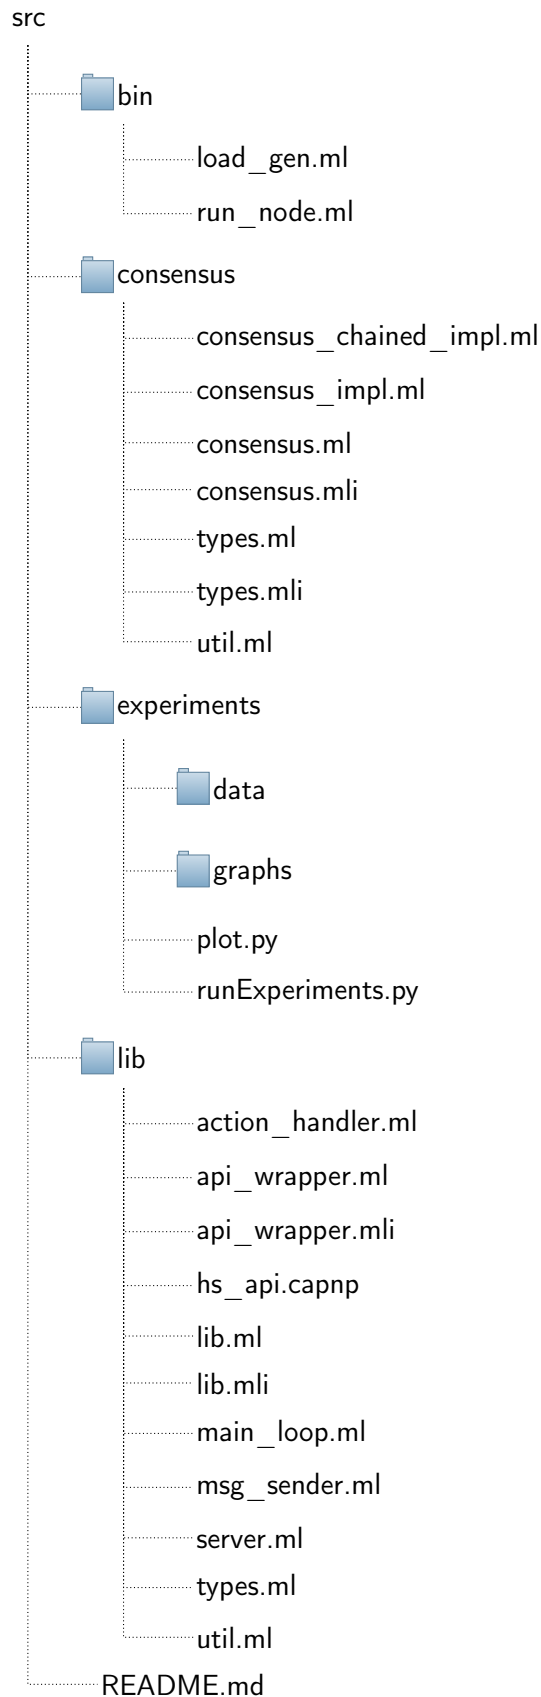 src
bin
load_gen.ml
run_node.ml
consensus
consensus_chained_impl.ml
consensus_impl.ml
consensus.ml
consensus.mli
types.ml
types.mli
util.ml
experiments
data
graphs
plot.py
runExperiments.py
lib
action_handler.ml
api_wrapper.ml
api_wrapper.mli
hs_api.capnp
lib.ml
lib.mli
main_loop.ml
msg_sender.ml
server.ml
types.ml
util.ml
README.md